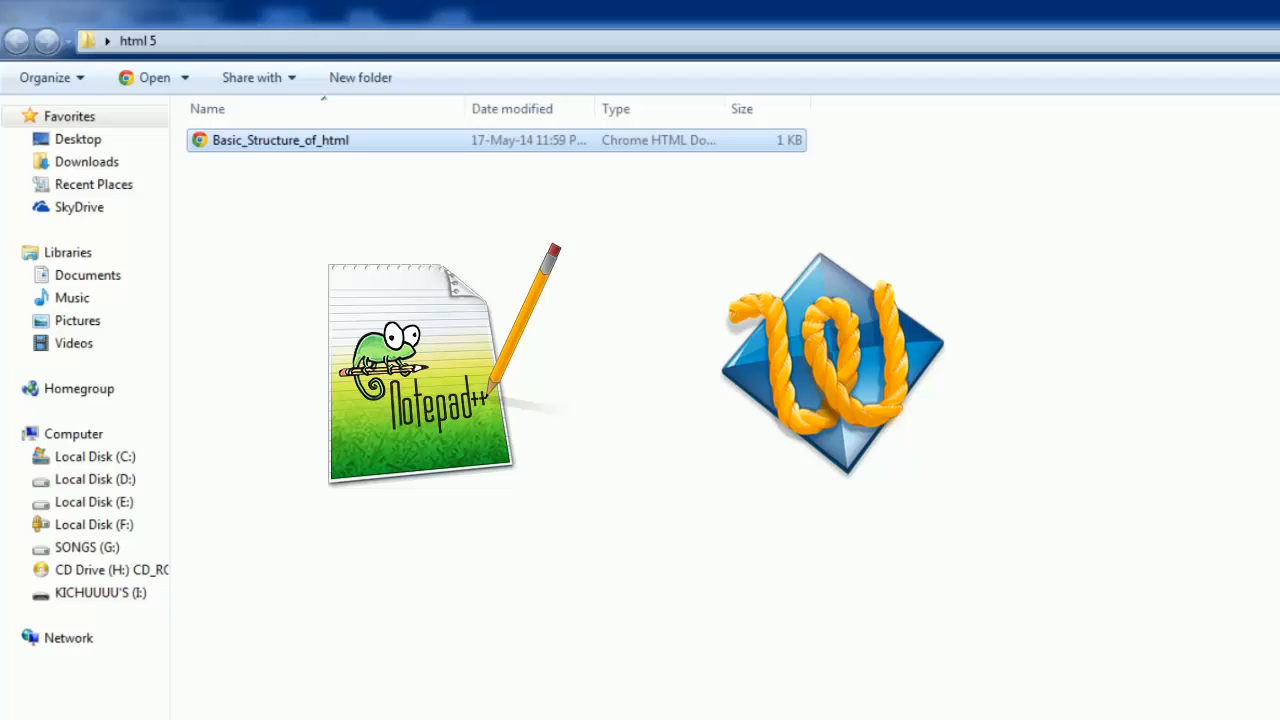 html 5
Organize Open Share with New folder
Name Date modified Type Size
Basic_Structure_of_html 17-May-14 11:59 P... Chrome HTML Do... 1 KB
Favorites
Desktop
Downloads
Recent Places
SkyDrive
Libraries
Documents
Music
Pictures
Videos
Homegroup
Computer
Local Disk (C:)
Local Disk (D:)
Local Disk (E:)
Local Disk (F:)
SONGS (G:)
CD Drive (H:) CD_RO
KICHUUUU'S (I:)
Network
Notepad++